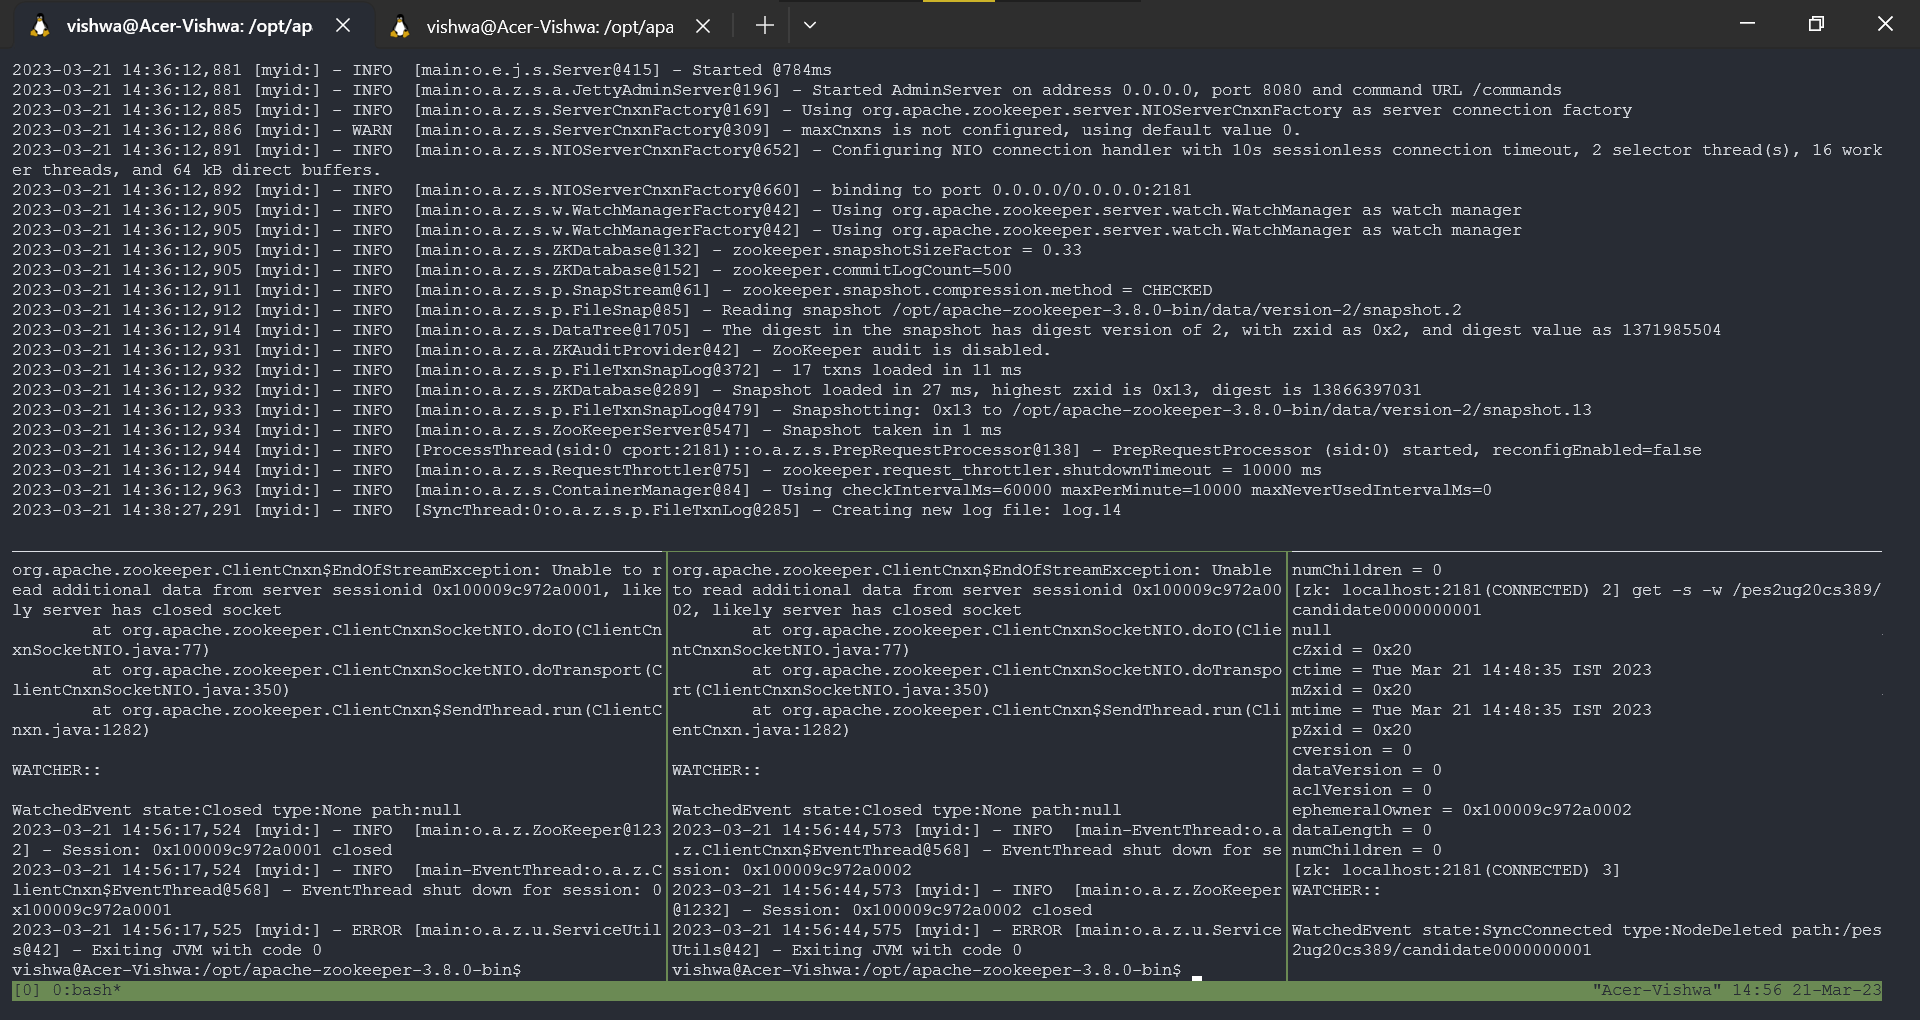 vishwa@Acer-Vishwa: /opt/ap
vishwa@Acer-Vishwa: /opt/apa
2023-03-21 14:36:12,881 [myid:] - INFO  [main:o.e.j.s.Server@415] - Started @784ms
2023-03-21 14:36:12,881 [myid:] - INFO  [main:o.a.z.s.a.JettyAdminServer@196] - Started AdminServer on address 0.0.0.0, port 8080 and command URL /commands
2023-03-21 14:36:12,885 [myid:] - INFO  [main:o.a.z.s.ServerCnxnFactory@169] - Using org.apache.zookeeper.server.NIOServerCnxnFactory as server connection factory
2023-03-21 14:36:12,886 [myid:] - WARN  [main:o.a.z.s.ServerCnxnFactory@309] - maxCnxns is not configured, using default value 0.
2023-03-21 14:36:12,891 [myid:] - INFO  [main:o.a.z.s.NIOServerCnxnFactory@652] - Configuring NIO connection handler with 10s sessionless connection timeout, 2 selector thread(s), 16 work
er threads, and 64 kB direct buffers.
2023-03-21 14:36:12,892 [myid:] - INFO  [main:o.a.z.s.NIOServerCnxnFactory@660] - binding to port 0.0.0.0/0.0.0.0:2181
2023-03-21 14:36:12,905 [myid:] - INFO  [main:o.a.z.s.w.WatchManagerFactory@42] - Using org.apache.zookeeper.server.watch.WatchManager as watch manager
2023-03-21 14:36:12,905 [myid:] - INFO  [main:o.a.z.s.w.WatchManagerFactory@42] - Using org.apache.zookeeper.server.watch.WatchManager as watch manager
2023-03-21 14:36:12,905 [myid:] - INFO  [main:o.a.z.s.ZKDatabase@132] - zookeeper.snapshotSizeFactor = 0.33
2023-03-21 14:36:12,905 [myid:] - INFO  [main:o.a.z.s.ZKDatabase@152] - zookeeper.commitLogCount=500
2023-03-21 14:36:12,911 [myid:] - INFO  [main:o.a.z.s.p.SnapStream@61] - zookeeper.snapshot.compression.method = CHECKED
2023-03-21 14:36:12,912 [myid:] - INFO  [main:o.a.z.s.p.FileSnap@85] - Reading snapshot /opt/apache-zookeeper-3.8.0-bin/data/version-2/snapshot.2
2023-03-21 14:36:12,914 [myid:] - INFO  [main:o.a.z.s.DataTree@1705] - The digest in the snapshot has digest version of 2, with zxid as 0x2, and digest value as 1371985504
2023-03-21 14:36:12,931 [myid:] - INFO  [main:o.a.z.a.ZKAuditProvider@42] - ZooKeeper audit is disabled.
2023-03-21 14:36:12,932 [myid:] - INFO  [main:o.a.z.s.p.FileTxnSnapLog@372] - 17 txns loaded in 11 ms
2023-03-21 14:36:12,932 [myid:] - INFO  [main:o.a.z.s.ZKDatabase@289] - Snapshot loaded in 27 ms, highest zxid is 0x13, digest is 13866397031
2023-03-21 14:36:12,933 [myid:] - INFO  [main:o.a.z.s.p.FileTxnSnapLog@479] - Snapshotting: 0x13 to /opt/apache-zookeeper-3.8.0-bin/data/version-2/snapshot.13
2023-03-21 14:36:12,934 [myid:] - INFO  [main:o.a.z.s.ZooKeeperServer@547] - Snapshot taken in 1 ms
2023-03-21 14:36:12,944 [myid:] - INFO  [ProcessThread(sid:0 cport:2181)::o.a.z.s.PrepRequestProcessor@138] - PrepRequestProcessor (sid:0) started, reconfigEnabled=false
2023-03-21 14:36:12,944 [myid:] - INFO  [main:o.a.z.s.RequestThrottler@75] - zookeeper.request_throttler.shutdownTimeout = 10000 ms
2023-03-21 14:36:12,963 [myid:] - INFO  [main:o.a.z.s.ContainerManager@84] - Using checkIntervalMs=60000 maxPerMinute=10000 maxNeverUsedIntervalMs=0
2023-03-21 14:38:27,291 [myid:] - INFO  [SyncThread:0:o.a.z.s.p.FileTxnLog@285] - Creating new log file: log.14
org.apache.zookeeper.ClientCnxn$EndOfStreamException: Unable to r
ead additional data from server sessionid 0x100009c972a0001, like
ly server has closed socket
at org.apache.zookeeper.ClientCnxnSocketNIO.doIO(ClientCn
xnSocketNIO.java:77)
at org.apache.zookeeper.ClientCnxnSocketNIO.doTransport(C
lientCnxnSocketNIO.java:350)
at org.apache.zookeeper.ClientCnxn$SendThread.run(ClientC
nxn.java:1282)
WATCHER::
WatchedEvent state:Closed type:None path:null
2023-03-21 14:56:17,524 [myid:] - INFO  [main:o.a.z.ZooKeeper@123
2] - Session: 0x100009c972a0001 closed
2023-03-21 14:56:17,524 [myid:] - INFO  [main-EventThread:o.a.z.C
lientCnxn$EventThread@568] - EventThread shut down for session: 0
x100009c972a0001
2023-03-21 14:56:17,525 [myid:] - ERROR [main:o.a.z.u.ServiceUtil
s@42] - Exiting JVM with code 0
vishwa@Acer-Vishwa:/opt/apache-zookeeper-3.8.0-bin$
org.apache.zookeeper.ClientCnxn$EndOfStreamException: Unable
to read additional data from server sessionid 0x100009c972a00
02, likely server has closed socket
at org.apache.zookeeper.ClientCnxnSocketNIO.doIO(Clie
ntCnxnSocketNIO.java:77)
at org.apache.zookeeper.ClientCnxnSocketNIO.doTranspo
rt(ClientCnxnSocketNIO.java:350)
at org.apache.zookeeper.ClientCnxn$SendThread.run(Cli
entCnxn.java:1282)
WATCHER::
WatchedEvent state:Closed type:None path:null
2023-03-21 14:56:44,573 [myid:] - INFO  [main-EventThread:o.a
.z.ClientCnxn$EventThread@568] - EventThread shut down for se
ssion: 0x100009c972a0002
2023-03-21 14:56:44,573 [myid:] - INFO  [main:o.a.z.ZooKeeper
@1232] - Session: 0x100009c972a0002 closed
2023-03-21 14:56:44,575 [myid:] - ERROR [main:o.a.z.u.Service
Utils@42] - Exiting JVM with code 0
vishwa@Acer-Vishwa:/opt/apache-zookeeper-3.8.0-bin$
numChildren = 0
[zk: localhost:2181(CONNECTED) 2] get -s -w /pes2ug20cs389/
candidate0000000001
null
cZxid = 0x20
ctime = Tue Mar 21 14:48:35 IST 2023
mZxid = 0x20
mtime = Tue Mar 21 14:48:35 IST 2023
pZxid = 0x20
cversion = 0
dataVersion = 0
aclVersion = 0
ephemeralOwner = 0x100009c972a0002
dataLength = 0
numChildren = 0
[zk: localhost:2181(CONNECTED) 3]
WATCHER::
WatchedEvent state:SyncConnected type:NodeDeleted path:/pes
2ug20cs389/candidate0000000001
[0] 0:bash*
"Acer-Vishwa" 14:56 21-Mar-23